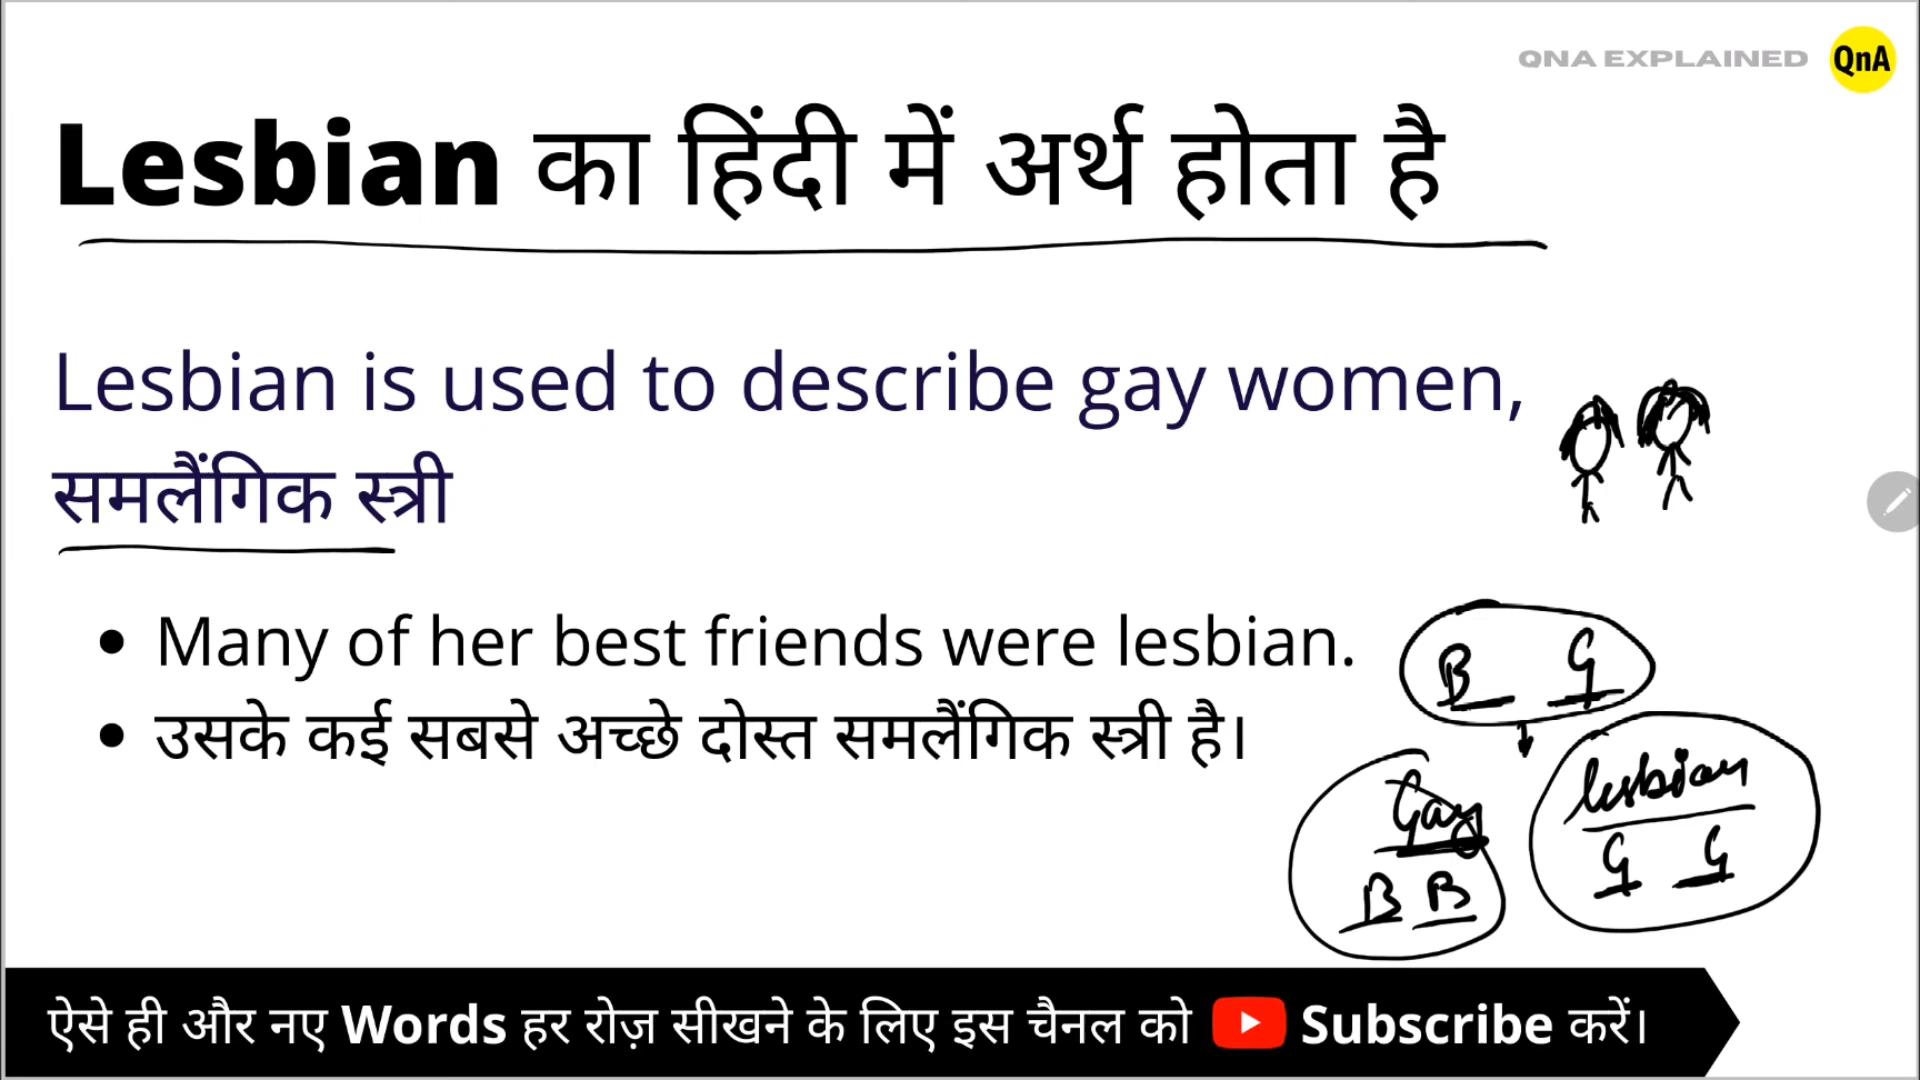 QNA EXPLAINED QnA
Lesbian का हिंदी में अर्थ होता है
Lesbian is used to describe gay women,
समलैंगिक स्त्री
• Many of her best friends were lesbian.
• उसके कई सबसे अच्छे दोस्त समलैंगिक स्त्री है।
B G
Gay
B B
lesbian
G G
ऐसे ही और नए Words हर रोज़ सीखने के लिए इस चैनल को Subscribe करें।